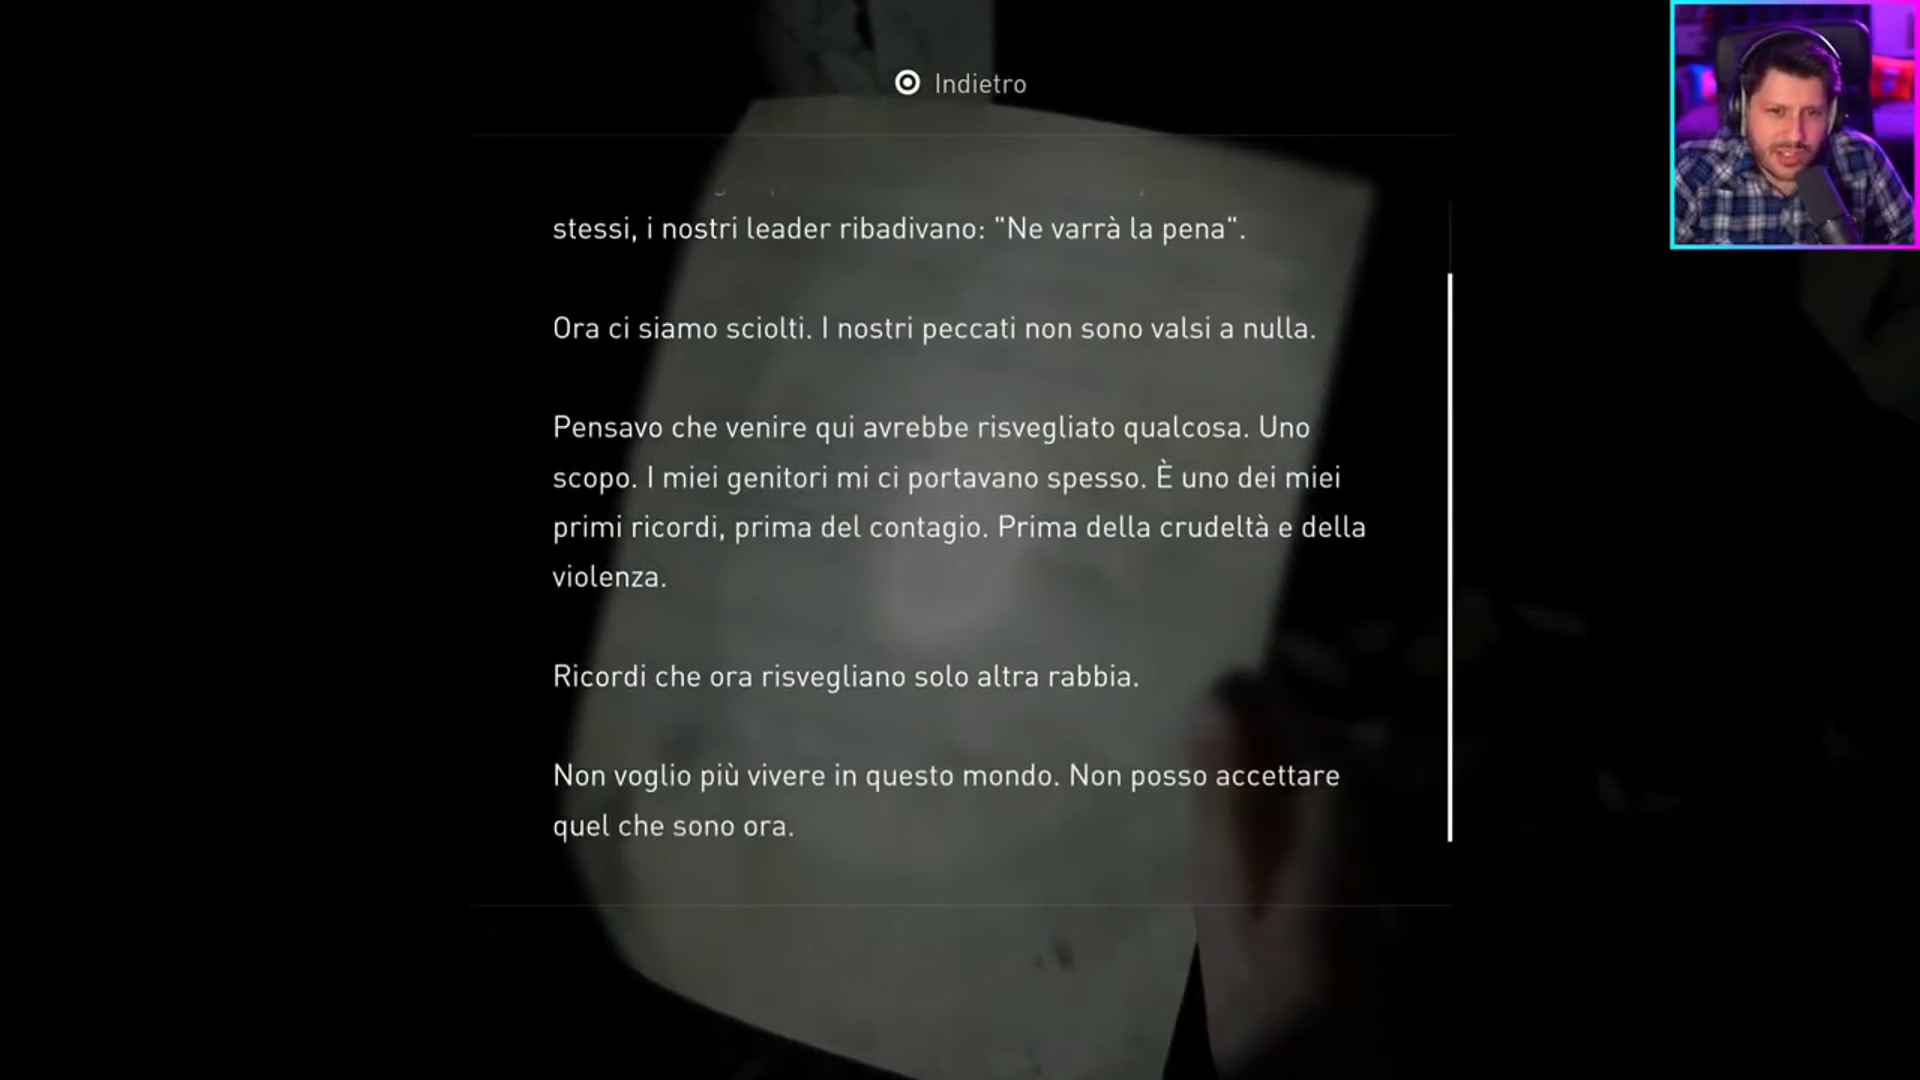 Indietro
stessi, i nostri leader ribadivano: "Ne varrà la pena".
Ora ci siamo sciolti. I nostri peccati non sono valsi a nulla.
Pensavo che venire qui avrebbe risvegliato qualcosa. Uno
scopo. I miei genitori mi ci portavano spesso. È uno dei miei
primi ricordi, prima del contagio. Prima della crudeltà e della
violenza.
Ricordi che ora risvegliano solo altra rabbia.
Non voglio più vivere in questo mondo. Non posso accettare
quel che sono ora.